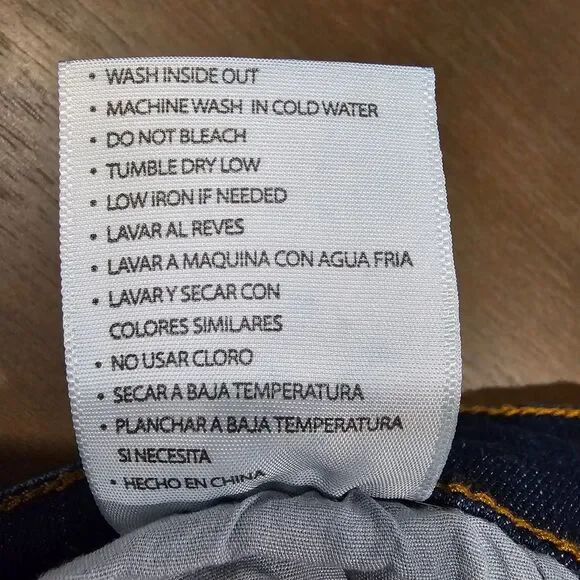 • WASH INSIDE OUT
• MACHINE WASH IN COLD WATER
• DO NOT BLEACH
• TUMBLE DRY LOW
• LOW IRON IF NEEDED
• LAVAR AL REVES
• LAVAR A MAQUINA CON AGUA FRIA
• LAVAR Y SECAR CON
COLORES SIMILARES
• NO USAR CLORO
• SECAR A BAJA TEMPERATURA
• PLANCHAR A BAJA TEMPERATURA
SI NECESITA
• HECHO EN CHINA